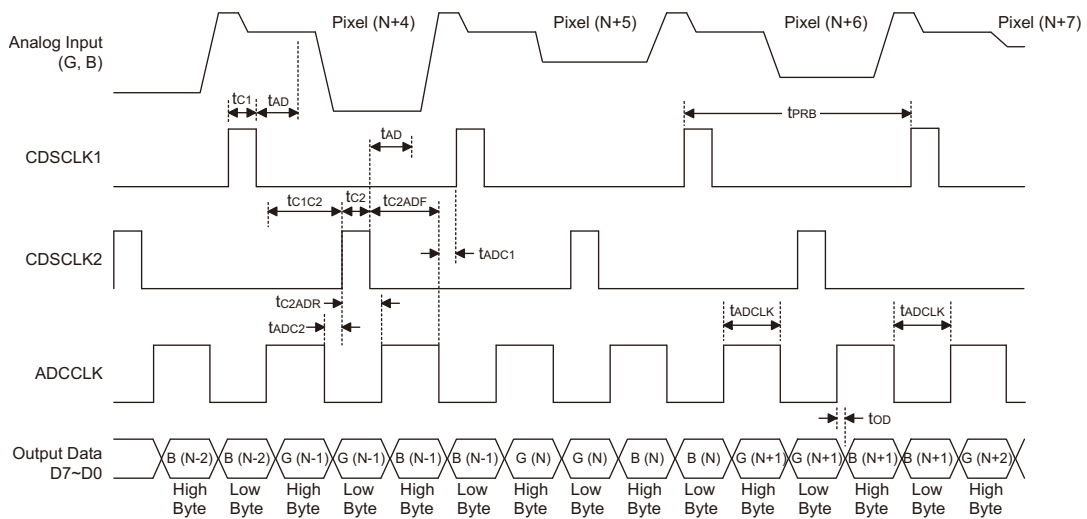 Pixel (N+4) Pixel (N+5) Pixel (N+6) Pixel (N+7)
Analog Input
(G, B)
tC1 tAD
tPRB
tAD
CDSCLK1
tC1C2 tC2 tC2ADF
tADC1
CDSCLK2
tC2ADR
tADC2
tADCLK tADCLK
ADCCLK
tOD
Output Data
D7~D0
B (N-2) B (N-2) G (N-1) G (N-1) B (N-1) B (N-1) G (N) G (N) B (N) B (N) G (N+1) G (N+1) B (N+1) B (N+1) G (N+2)
High Low High Low High Low High Low High Low High Low High Low High
Byte Byte Byte Byte Byte Byte Byte Byte Byte Byte Byte Byte Byte Byte Byte